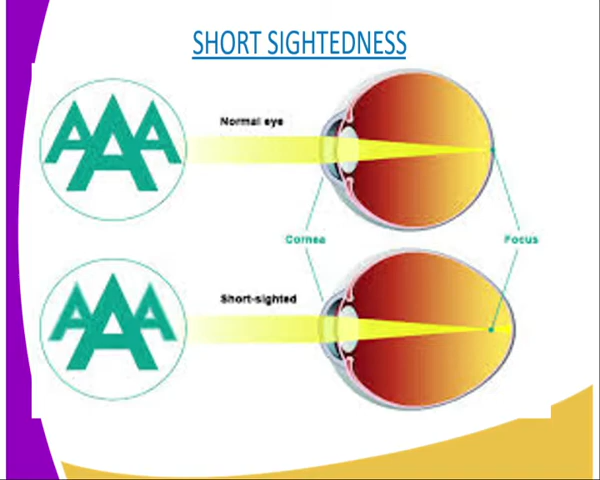 SHORT SIGHTEDNESS
AAA
Normal eye
Cornea
Focus
AAA
Short-sighted